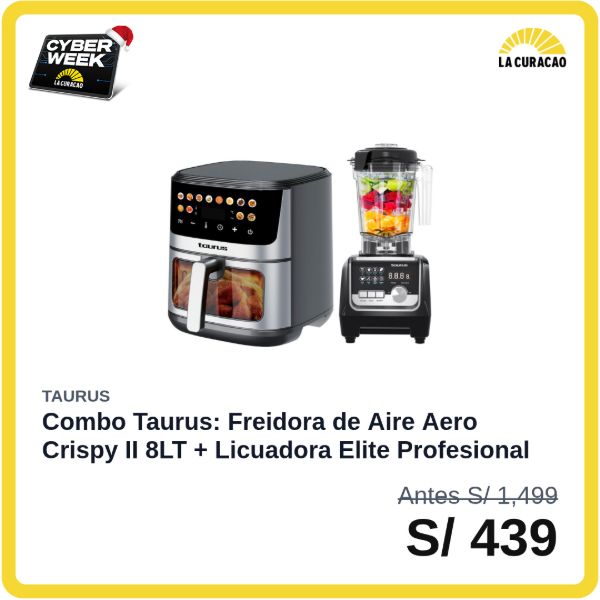 CYBER
WEEK
LA CURACAO
LA CURACAO
taurus
taurus
TAURUS
Combo Taurus: Freidora de Aire Aero
Crispy II 8LT + Licuadora Elite Profesional
Antes S/ 1,499
S/ 439